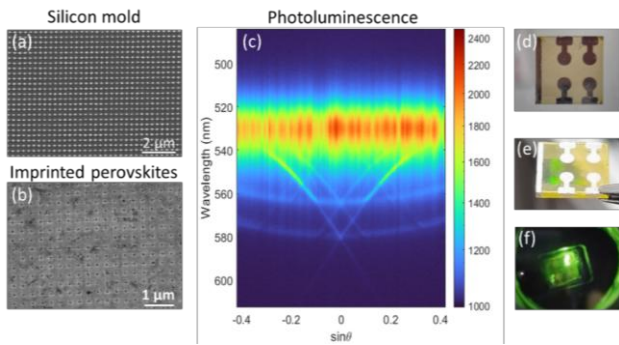 Silicon mold
(a)
2 µm
Imprinted perovskites
(b)
1 µm
Photoluminescence
(c)
Wavelength (nm)
500
520
540
560
580
600
-0.4
-0.2
0
0.2
0.4
sinθ
2400
2200
2000
1800
1600
1400
1200
1000
(d)
(e)
(f)